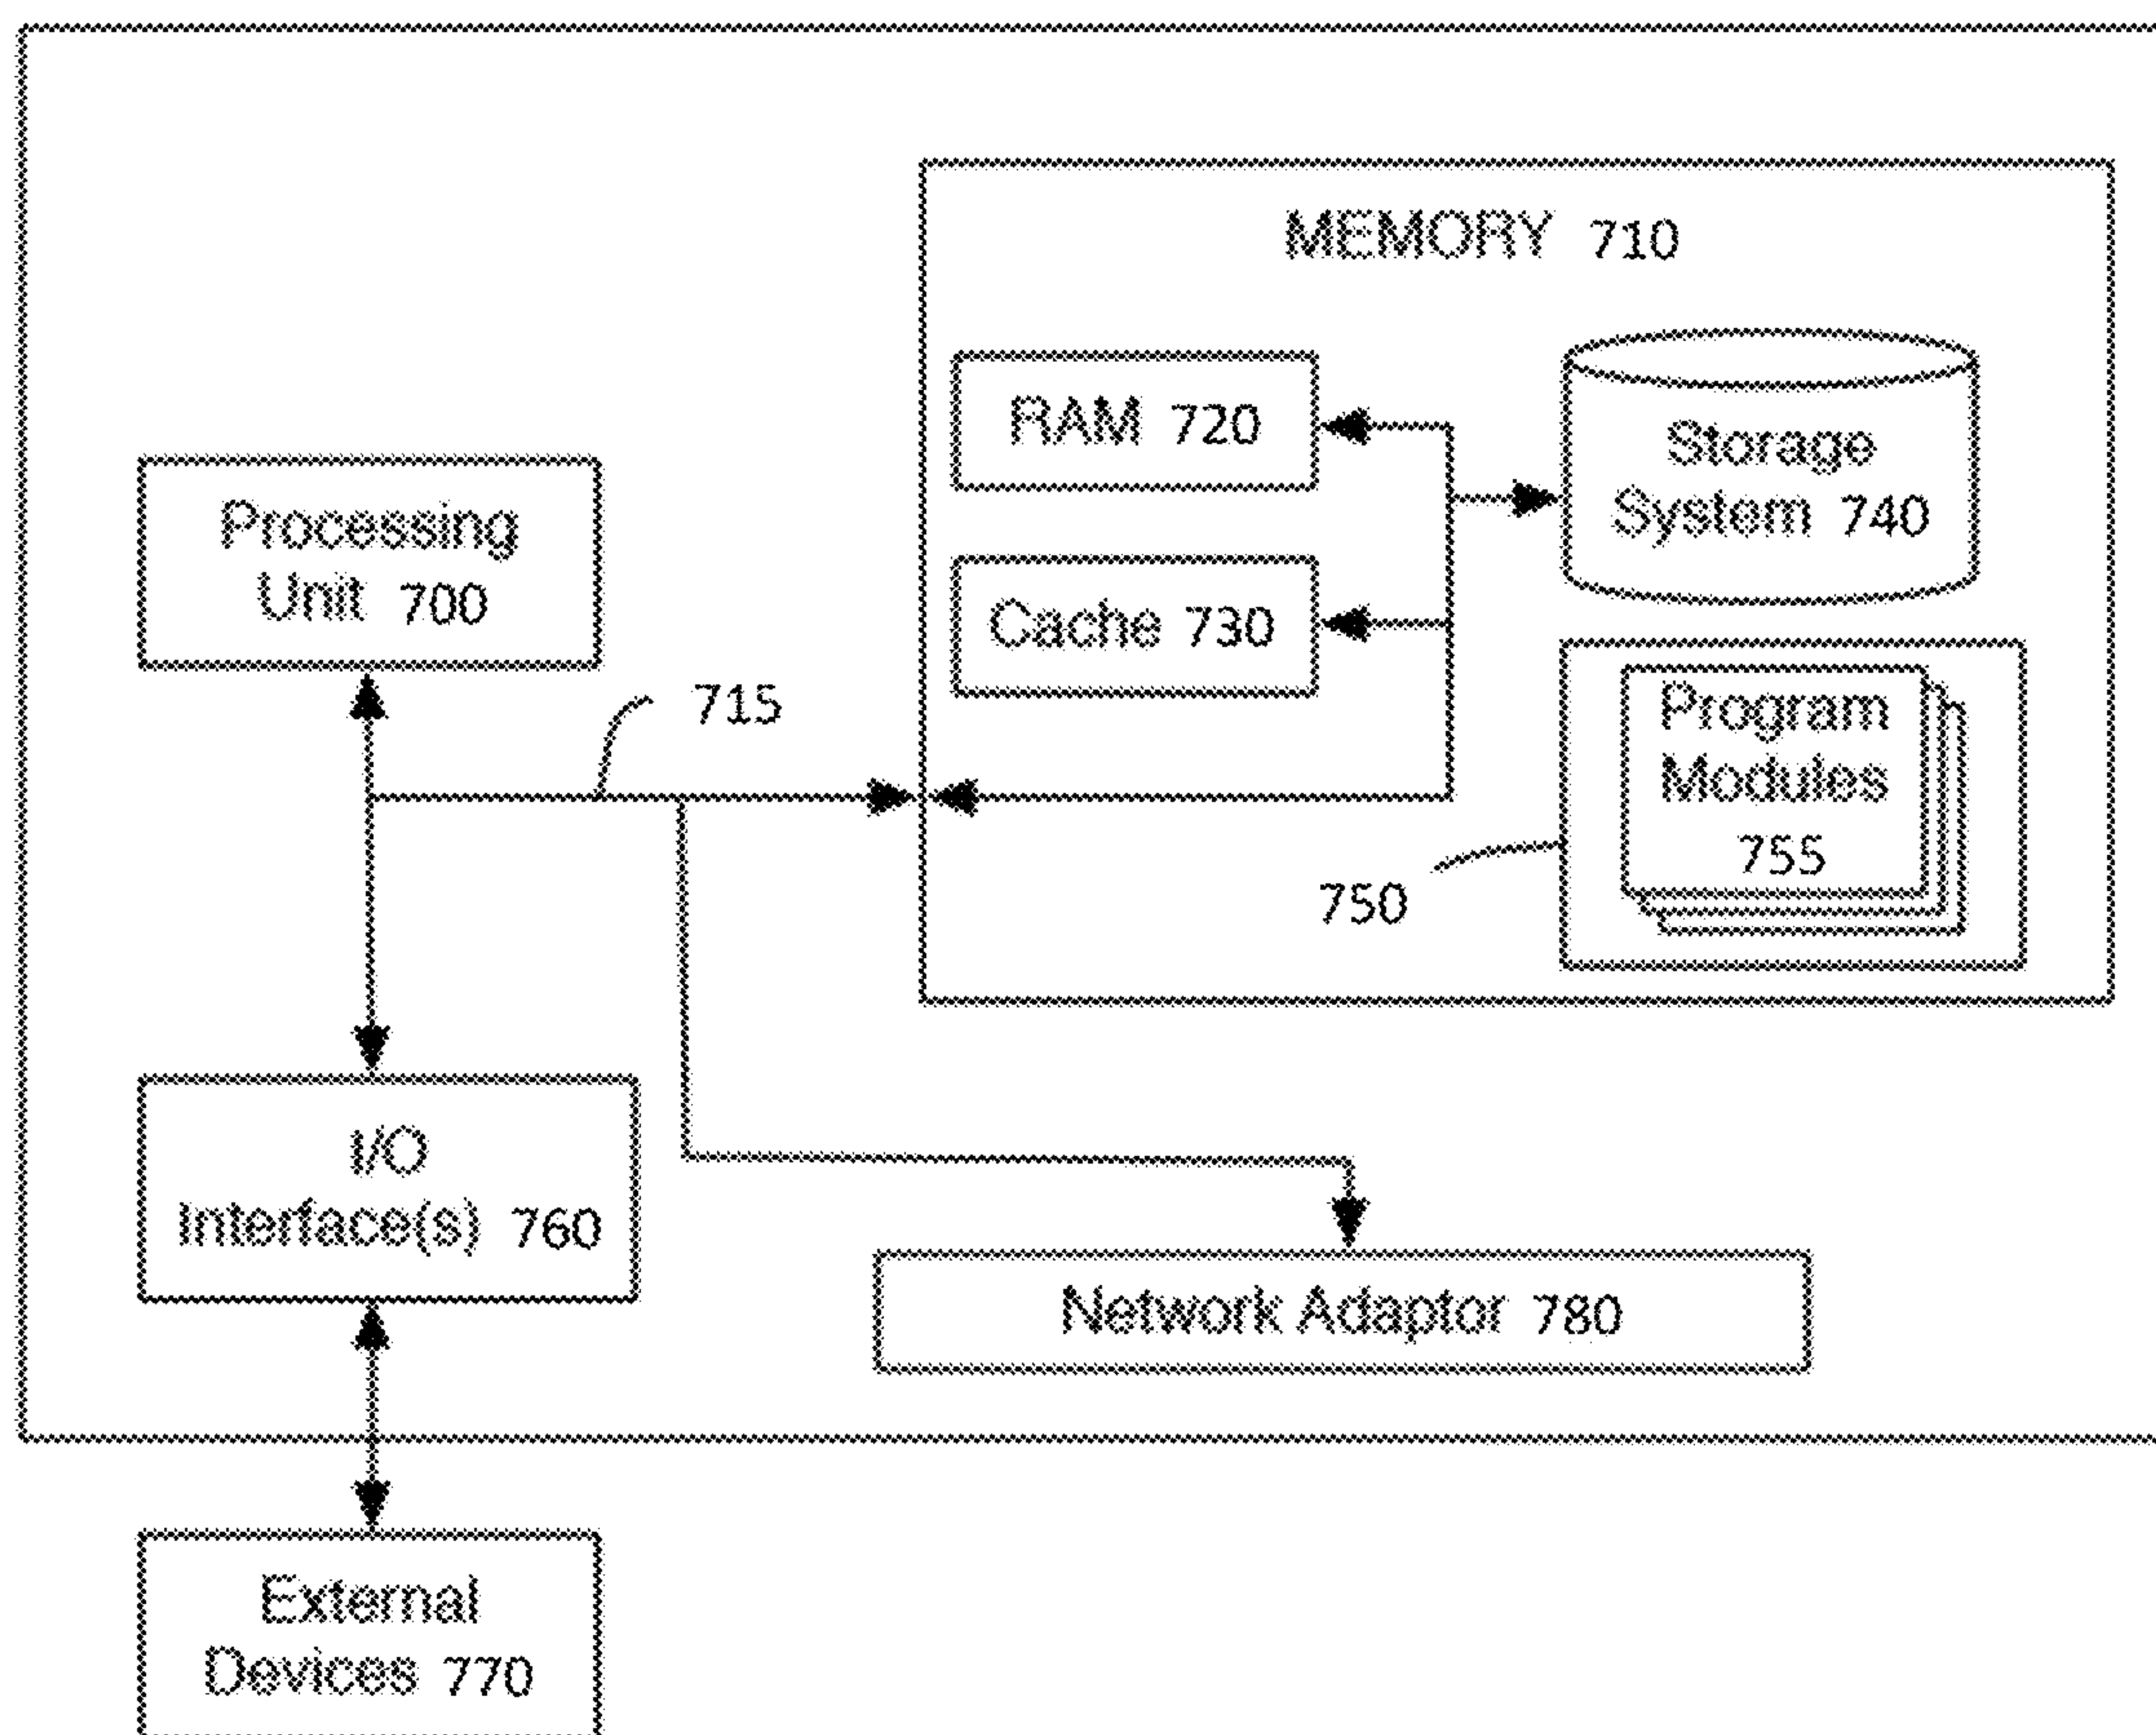 MEMORY 710
RAM 720
Storage
System 740
Processing
Unit 700
Cache 730
715
Program
Modules
755
750
I/O
Interface(s) 760
Network Adaptor 780
External
Devices 770